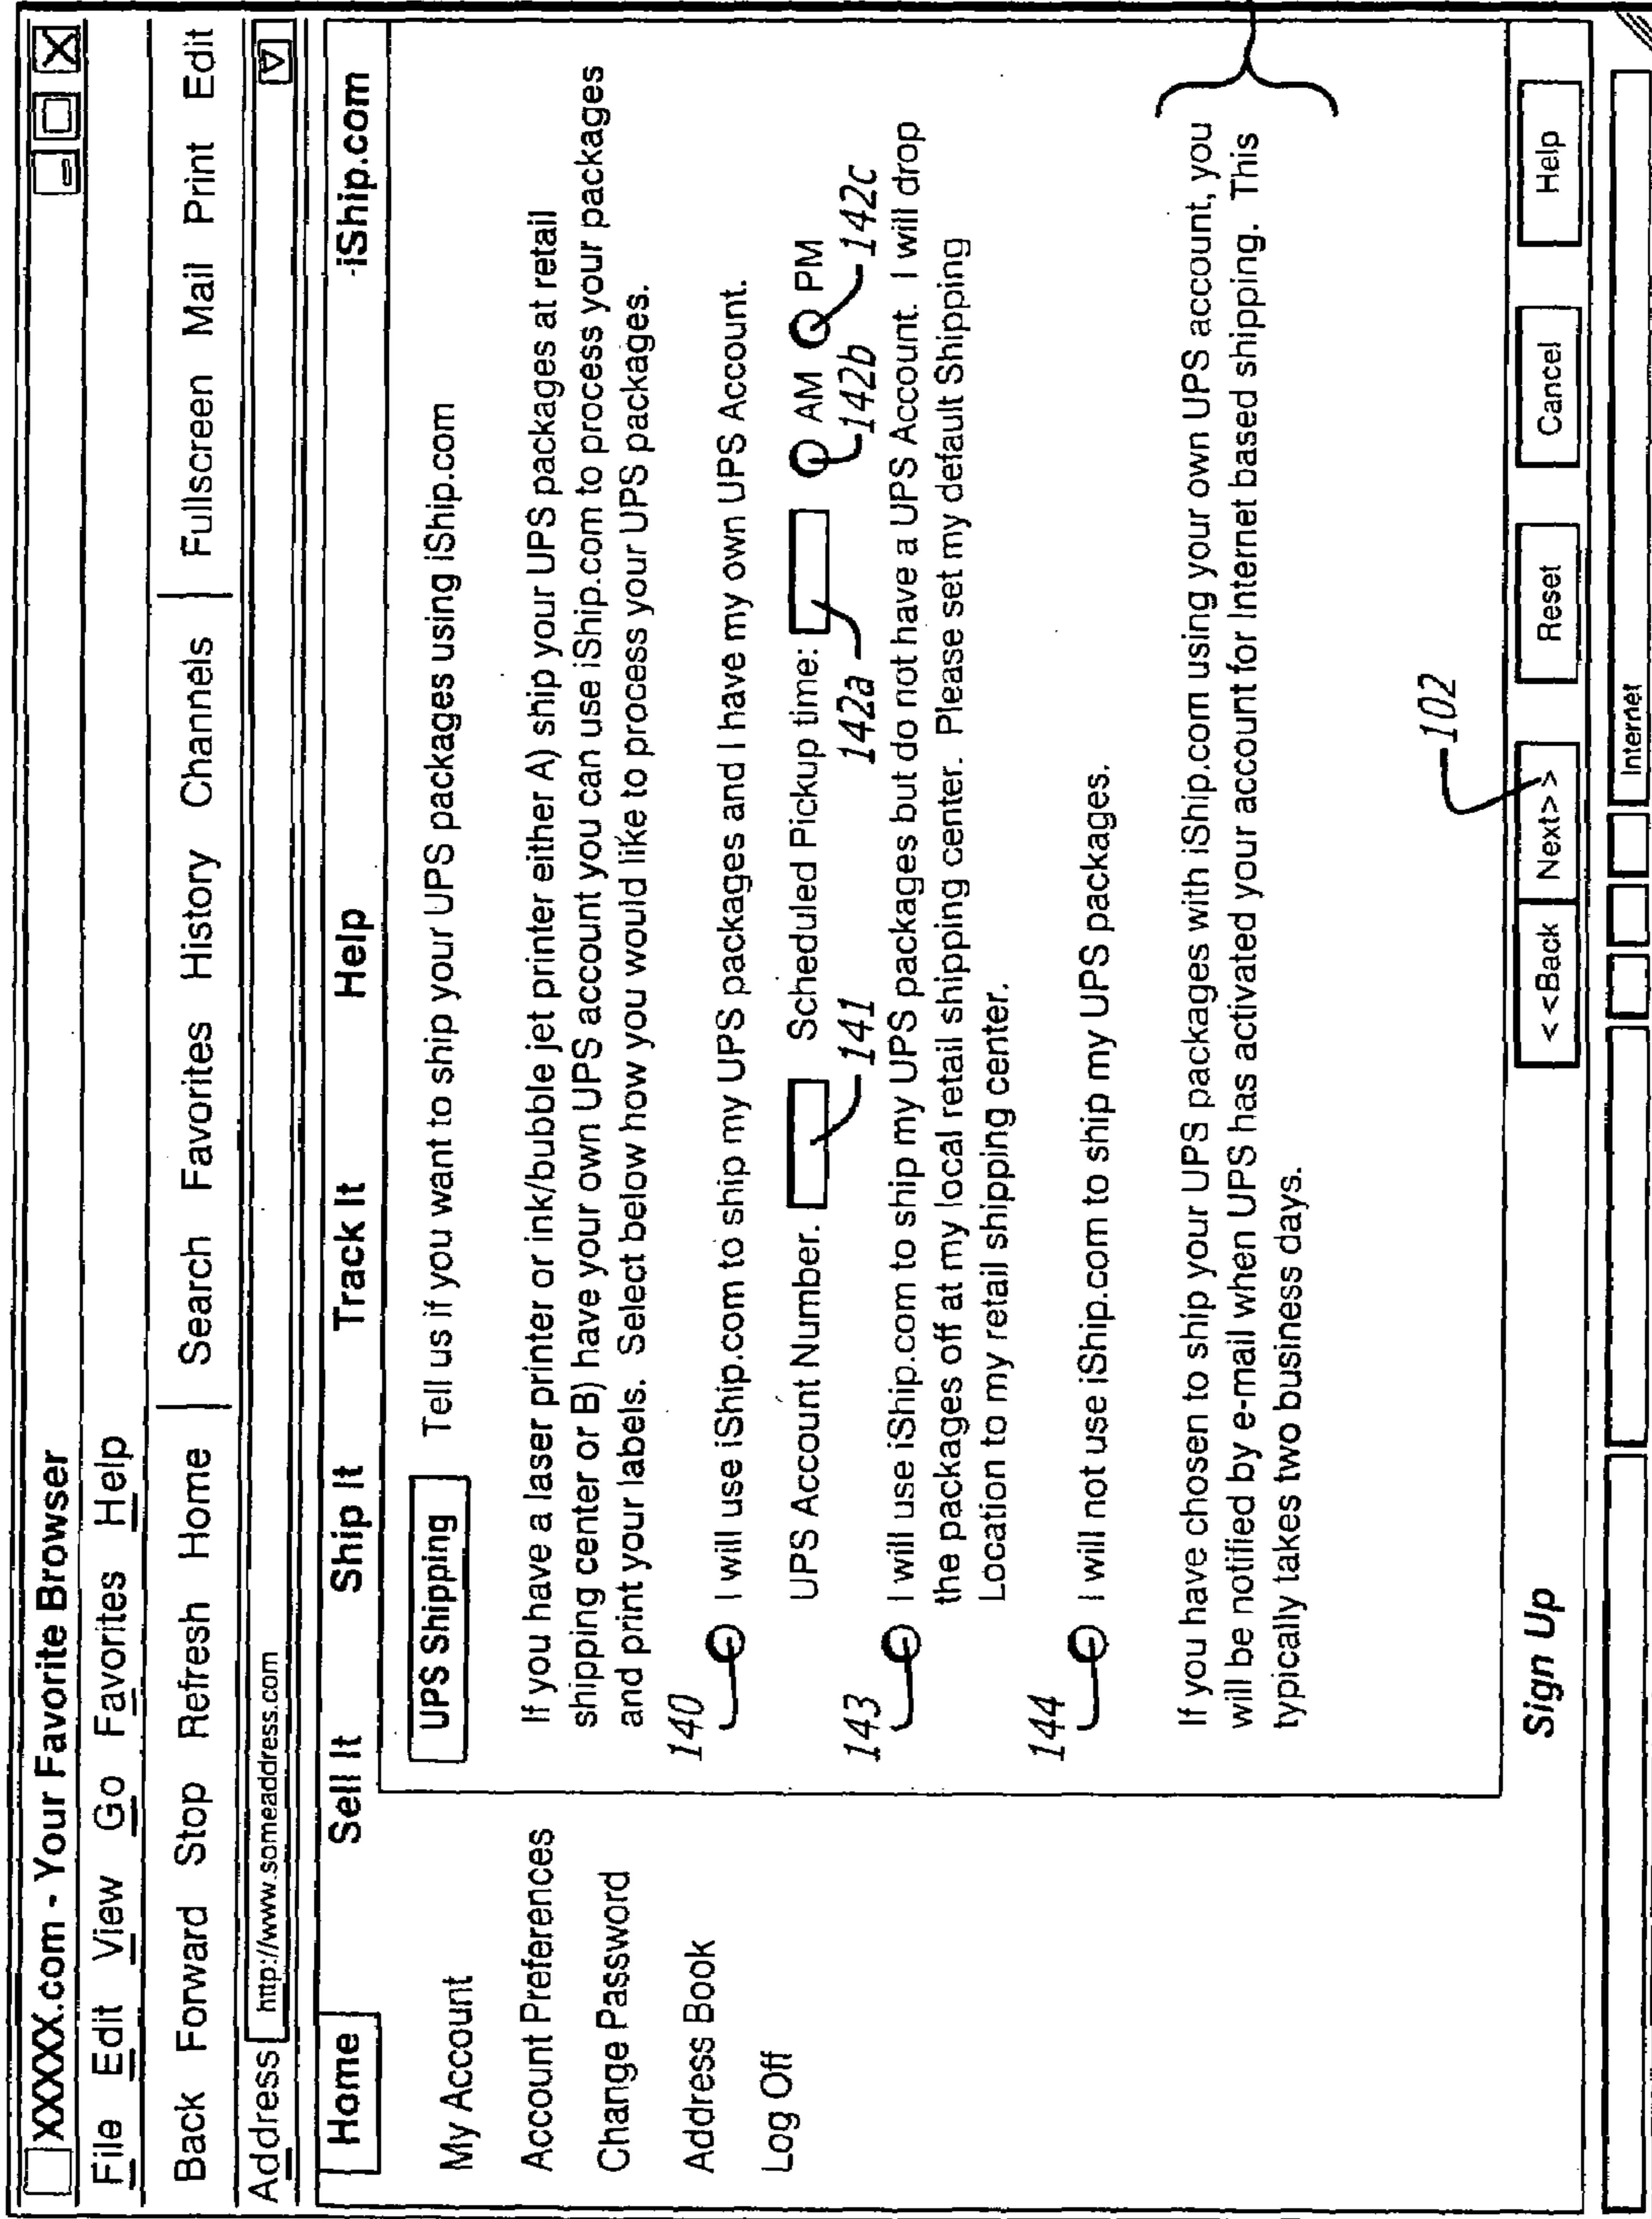 XXXXX.com - Your Favorite Browser
File Edit View Go Favorites Help
Back Forward Stop Refresh Home | Search Favorites History Channels | Fullscreen Mail Print Edit
Address http://www.someaddress.com
Home Sell It Ship It Track It Help iShip.com
My Account
Account Preferences
Change Password
Address Book
Log Off
UPS Shipping Tell us if you want to ship your UPS packages using iShip.com
If you have a laser printer or ink/bubble jet printer either A) ship your UPS packages at retail
shipping center or B) have your own UPS account you can use iShip.com to process your packages
and print your labels. Select below how you would like to process your UPS packages.
140
I will use iShip.com to ship my UPS packages and I have my own UPS Account.
UPS Account Number. Scheduled Pickup time: AM PM
141 142a 142b 142c
143
I will use iShip.com to ship my UPS packages but do not have a UPS Account. I will drop
the packages off at my local retail shipping center. Please set my default Shipping
Location to my retail shipping center.
144
I will not use iShip.com to ship my UPS packages.
If you have chosen to ship your UPS packages with iShip.com using your own UPS account, you
will be notified by e-mail when UPS has activated your account for Internet based shipping. This
typically takes two business days.
102
Sign Up <<Back Next>> Reset Cancel Help
Internet